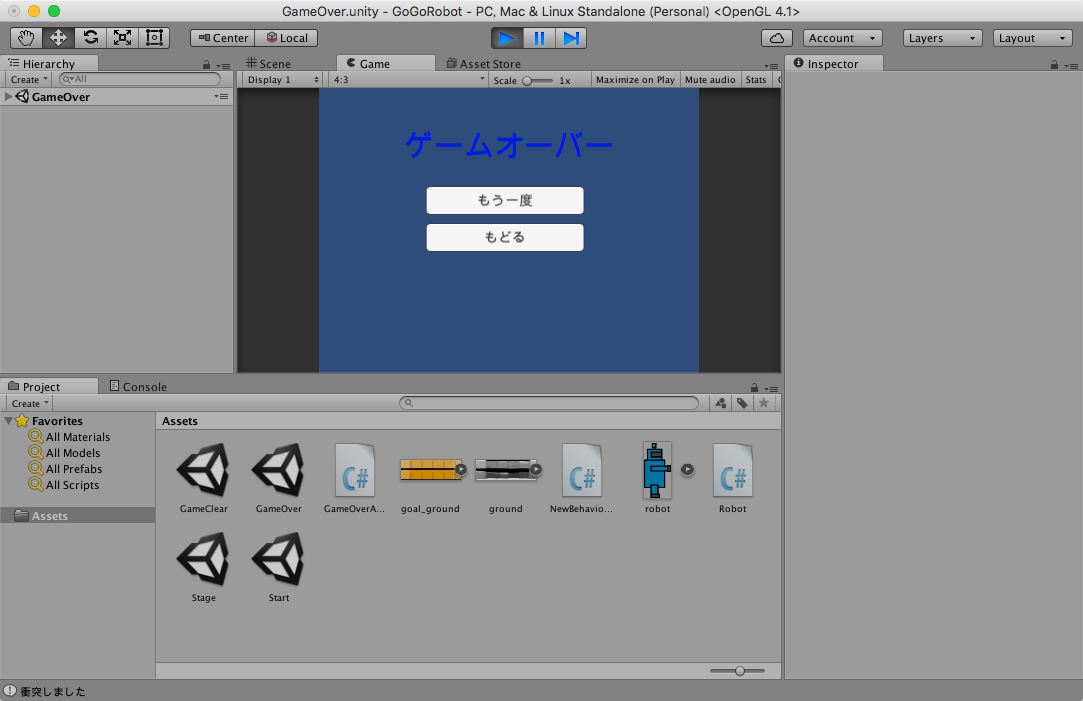 GameOver.unity - GoGoRobot - PC, Mac & Linux Standalone (Personal) <OpenGL 4.1>
Center Local Account Layers Layout
Hierarchy
Create All
GameOver
Scene Game Asset Store
Display 1 4:3 Scale 1x Maximize on Play Mute audio Stats
ゲームオーバー
もう一度
もどる
Inspector
Project Console
Create
Favorites
All Materials
All Models
All Prefabs
All Scripts
Assets
Assets
C# C# C#
GameClear GameOver GameOverA... goal_ground ground NewBehavio... robot Robot
Stage Start
衝突しました